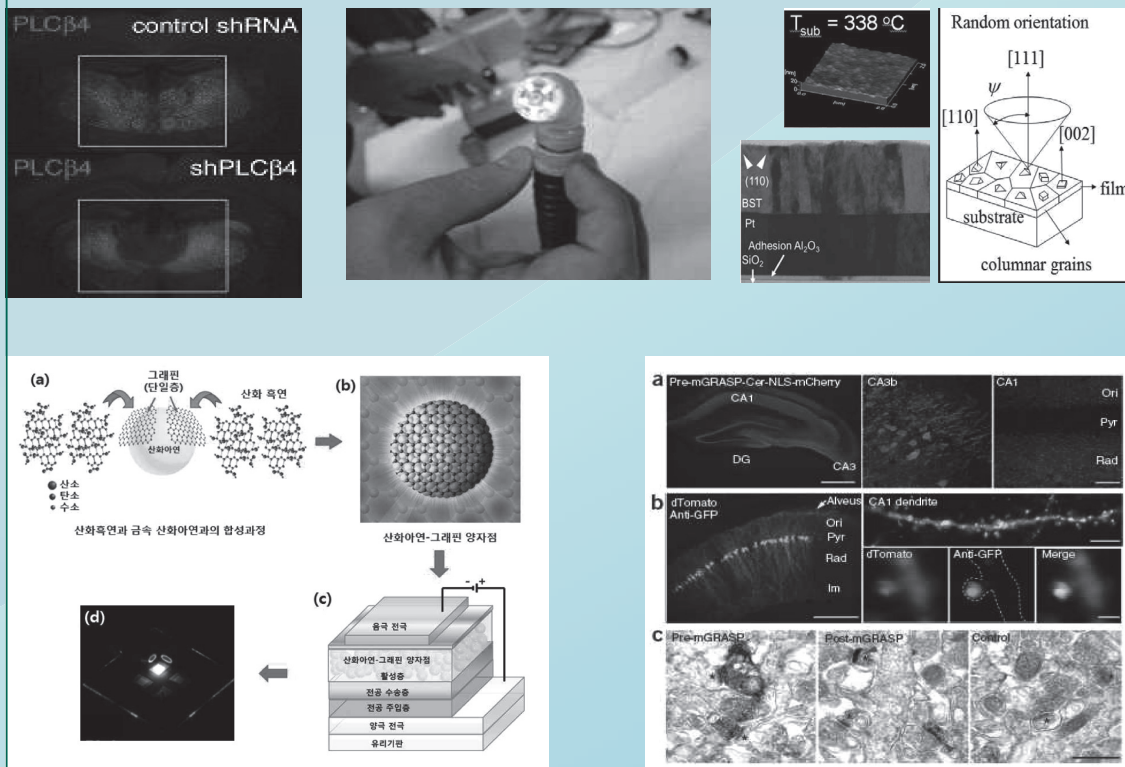 PLCβ4 control shRNA
PLCβ4 shPLCβ4
T_sub = 338 ºC
[nm]
20
0
(110)
BST
Pt
Adhesion Al₂O₃
SiO₂
Random orientation
[111]
ψ
[110]
[002]
film
substrate
columnar grains
(a)
그래핀
(단일층)
산화 흑연
산화아연
산소
탄소
수소
산화흑연과 금속 산화아연과의 합성과정
(b)
산화아연-그래핀 양자점
(c)
- +
음극 전극
산화아연-그래핀 양자점
활성층
전공 수송층
전공 주입층
양극 전극
유리기판
(d)
a
Pre-mGRASP-Cer-NLS-mCherry
CA1
DG
CA3
CA3b
CA1
Ori
Pyr
Rad
b
dTomato
Anti-GFP
Alveus
Ori
Pyr
Rad
lm
CA1 dendrite
dTomato
Anti-GFP
Merge
c
Pre-mGRASP
Post-mGRASP
Control